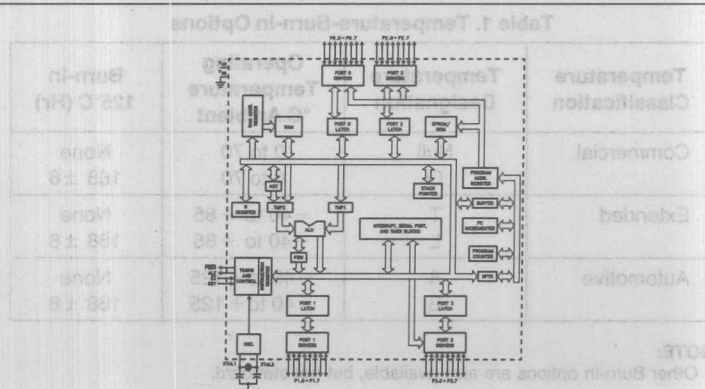 P0.0-P0.7
P2.0-P2.7
PORT 0
DRIVERS
PORT 2
DRIVERS
RAM ADDR.
REGISTER
RAM
PORT 0
LATCH
PORT 2
LATCH
EPROM/
ROM
B
REGISTER
ACC
STACK
POINTER
PROGRAM
ADDR.
REGISTER
TMP2
TMP1
BUFFER
ALU
INTERRUPT, SERIAL PORT,
AND TIMER BLOCKS
PC
INCREMENTER
PSW
PROGRAM
COUNTER
PSEN
ALE
EA
RST
TIMING
AND
CONTROL
INSTRUCTION
REGISTER
DPTR
PORT 1
LATCH
PORT 3
LATCH
OSC.
PORT 1
DRIVERS
PORT 3
DRIVERS
XTAL1
XTAL2
P1.0-P1.7
P3.0-P3.7
Table 1. Temperature-Burn-In Options
Temperature
Classification
Temperature
Designation
Operating
Temperature
°C Ambient
Burn-In
125°C (Hr)
Commercial
None
168 ± 8
Extended
None
168 ± 8
Automotive
None
168 ± 8
NOTE:
Other Burn-In options are available, but